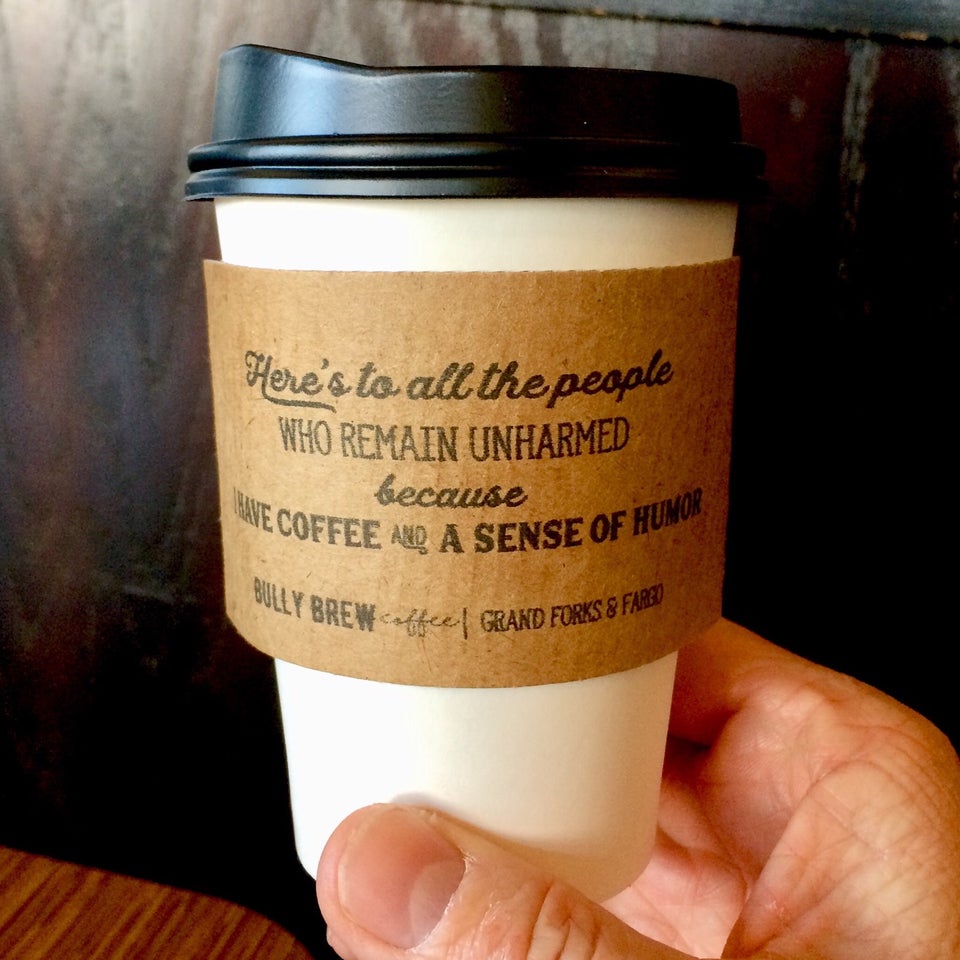 Here's to all the people
WHO REMAIN UNHARMED
because
I HAVE COFFEE AND A SENSE OF HUMOR
BULLY BREW coffee | GRAND FORKS & FARGO